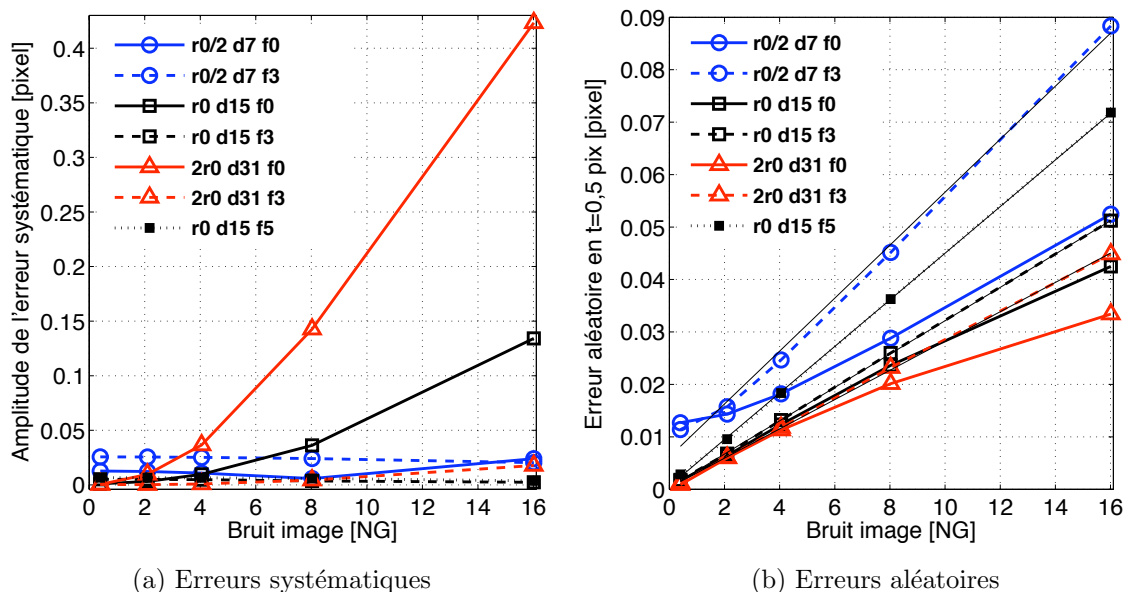 Amplitude de l'erreur systématique [pixel]
0.4
0.35
0.3
0.25
0.2
0.15
0.1
0.05
0
r0/2 d7 f0
r0/2 d7 f3
r0 d15 f0
r0 d15 f3
2r0 d31 f0
2r0 d31 f3
r0 d15 f5
0 2 4 6 8 10 12 14 16
Bruit image [NG]
(a) Erreurs systématiques
Erreur aléatoire en t=0,5 pix [pixel]
0.09
0.08
0.07
0.06
0.05
0.04
0.03
0.02
0.01
0
r0/2 d7 f0
r0/2 d7 f3
r0 d15 f0
r0 d15 f3
2r0 d31 f0
2r0 d31 f3
r0 d15 f5
0 2 4 6 8 10 12 14 16
Bruit image [NG]
(b) Erreurs aléatoires